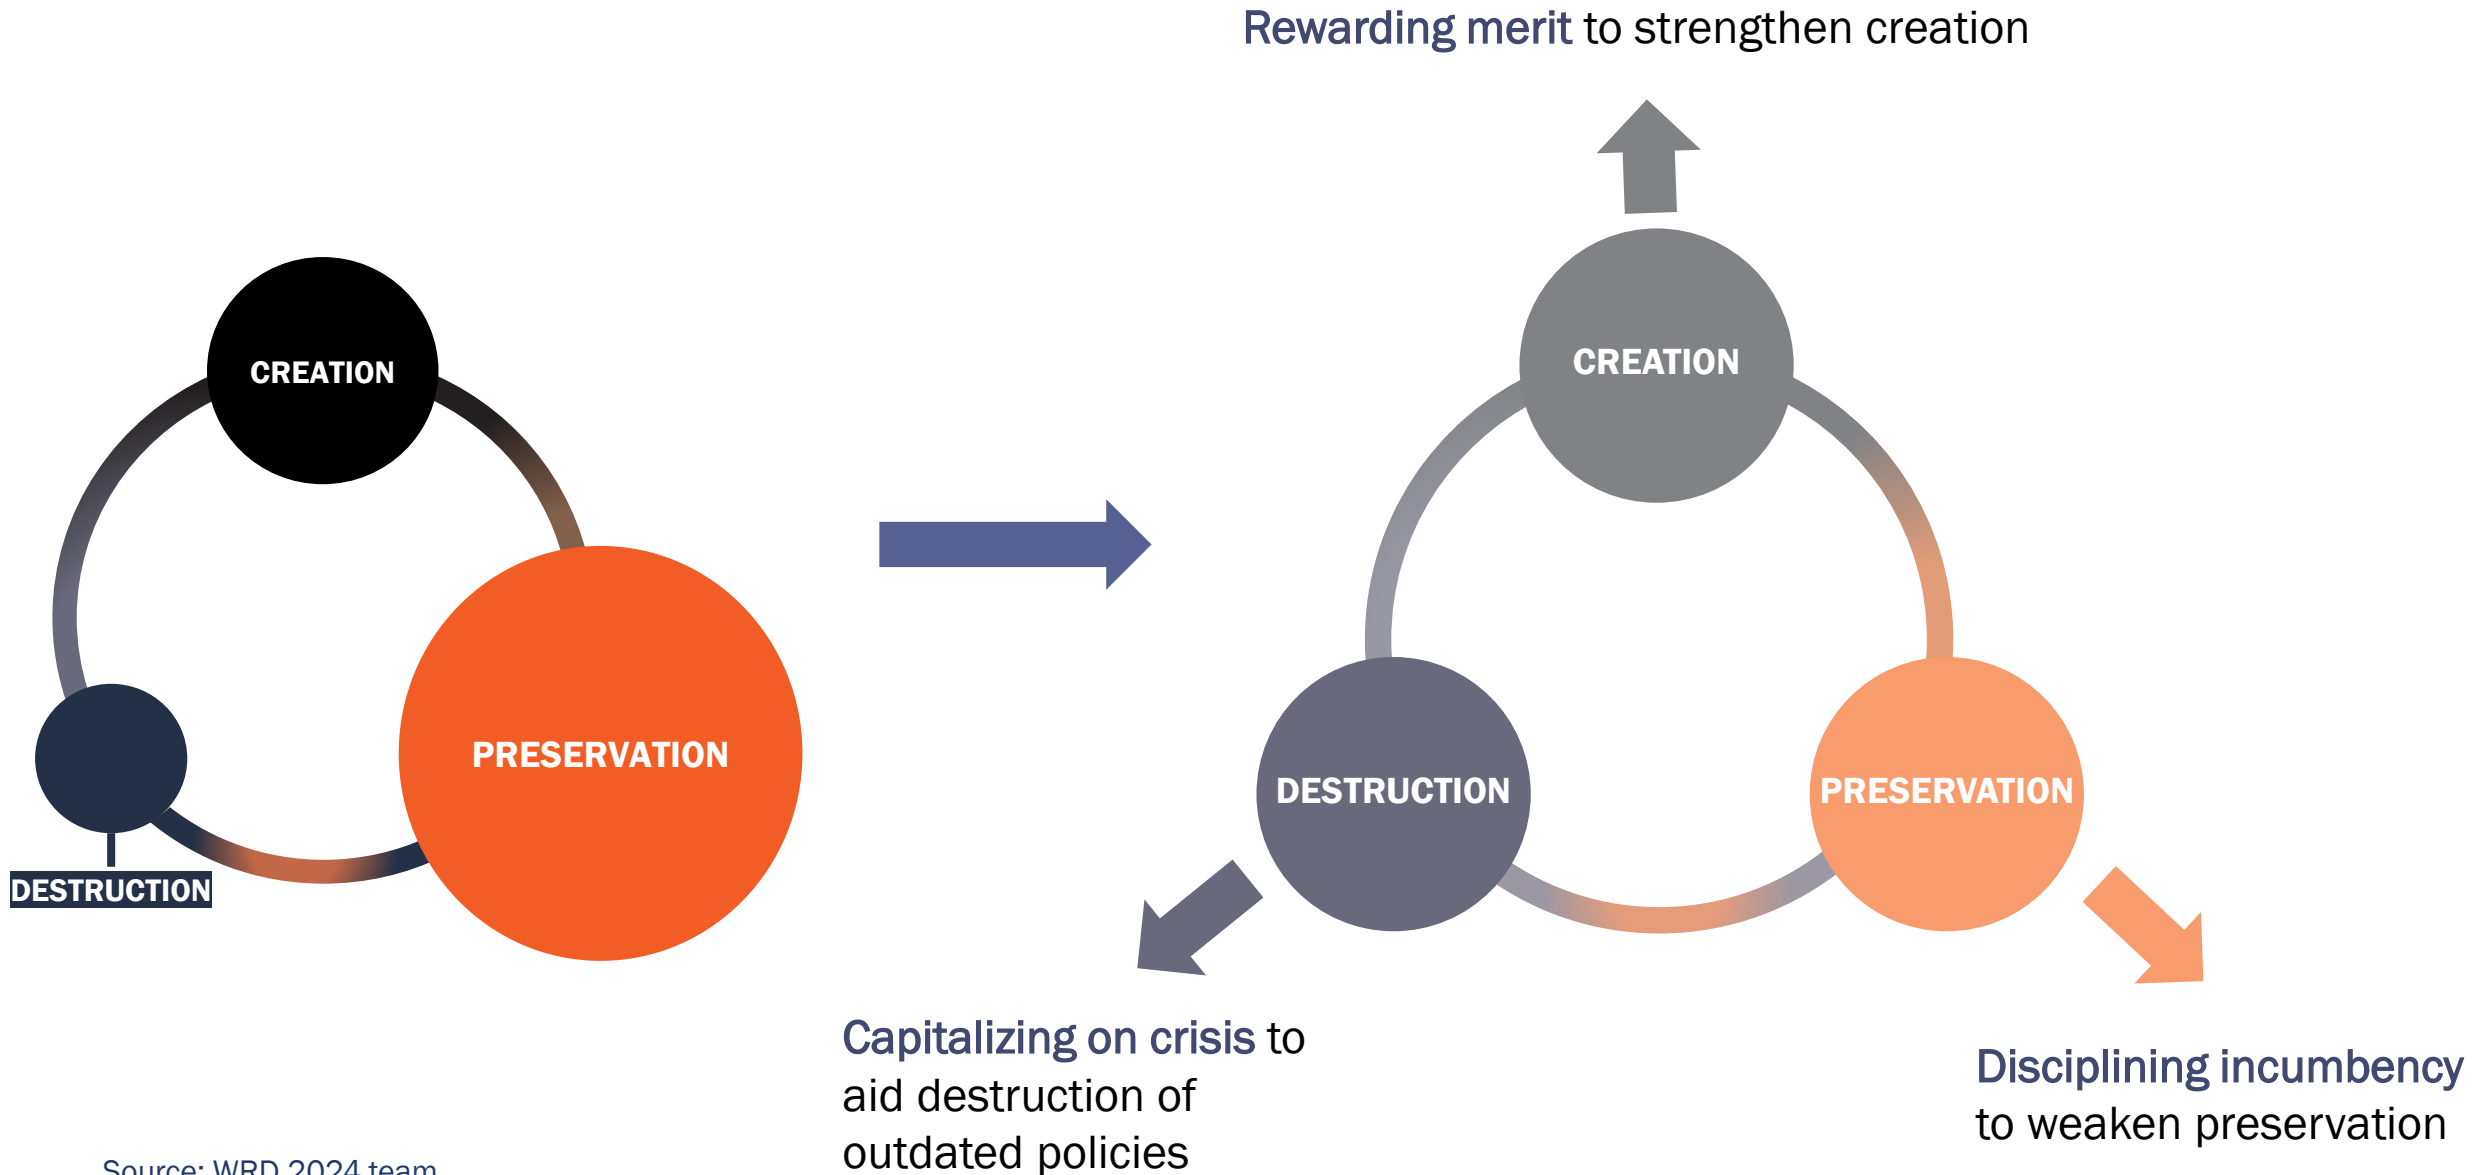 Rewarding merit to strengthen creation
CREATION
PRESERVATION
DESTRUCTION
CREATION
DESTRUCTION
PRESERVATION
Capitalizing on crisis to
aid destruction of
outdated policies
Disciplining incumbency
to weaken preservation
Source: WRD 2024 team